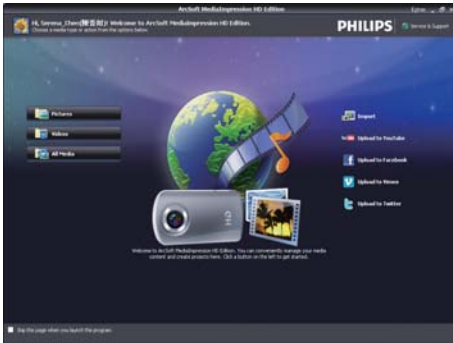 ArcSoft MediaImpression HD Edition
Hi, Serena_Chen! Welcome to ArcSoft MediaImpression HD Edition.
Choose a media type or action from the options below.
PHILIPS
Service & Support
Pictures
Videos
All Media
Import
Upload to YouTube
Upload to Facebook
Upload to Vimeo
Upload to Twitter
HD
Welcome to ArcSoft MediaImpression HD Edition. You can conveniently manage your media
content and create projects here. Click a button on the left to get started.
Skip this page when you launch the program.